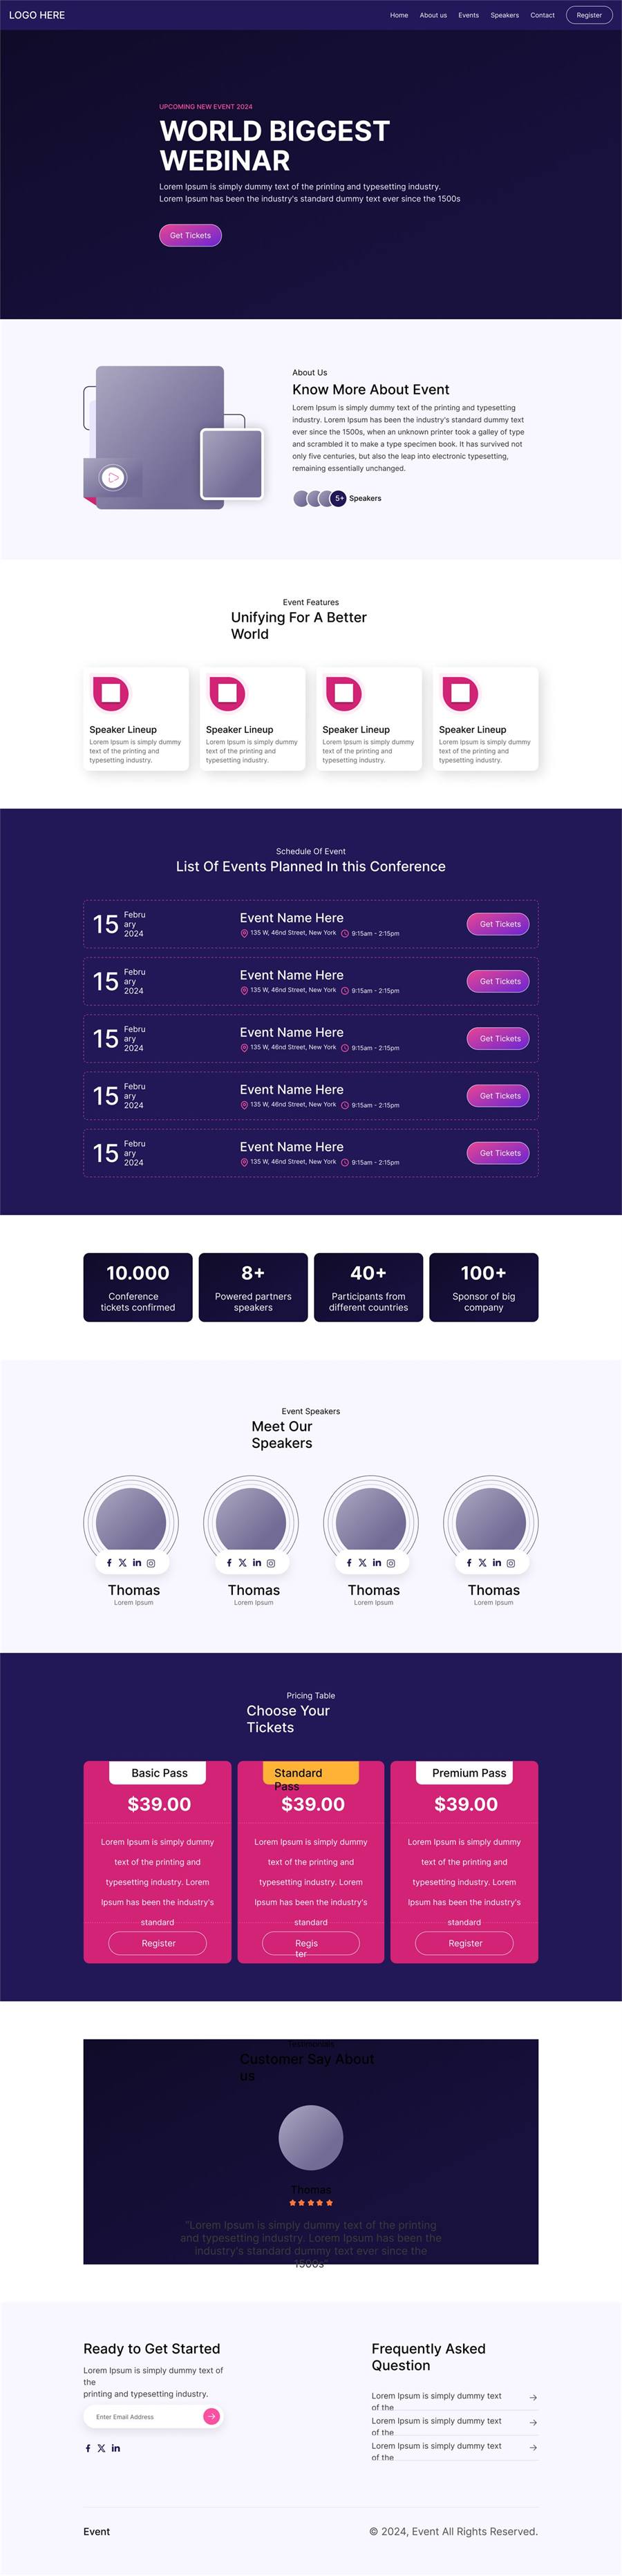 LOGO HERE
Home About us Events Speakers Contact Register
UPCOMING NEW EVENT 2024
WORLD BIGGEST
WEBINAR
Lorem Ipsum is simply dummy text of the printing and typesetting industry.
Lorem Ipsum has been the industry's standard dummy text ever since the 1500s
Get Tickets
About Us
Know More About Event
Lorem Ipsum is simply dummy text of the printing and typesetting
industry. Lorem Ipsum has been the industry's standard dummy text
ever since the 1500s, when an unknown printer took a galley of type
and scrambled it to make a type specimen book. It has survived not
only five centuries, but also the leap into electronic typesetting,
remaining essentially unchanged.
5+ Speakers
Event Features
Unifying For A Better
World
Speaker Lineup
Lorem Ipsum is simply dummy
text of the printing and
typesetting industry.
Speaker Lineup
Lorem Ipsum is simply dummy
text of the printing and
typesetting industry.
Speaker Lineup
Lorem Ipsum is simply dummy
text of the printing and
typesetting industry.
Speaker Lineup
Lorem Ipsum is simply dummy
text of the printing and
typesetting industry.
Schedule Of Event
List Of Events Planned In this Conference
15
Febru
ary
2024
Event Name Here
135 W, 46nd Street, New York 9:15am - 2:15pm
Get Tickets
15
Febru
ary
2024
Event Name Here
135 W, 46nd Street, New York 9:15am - 2:15pm
Get Tickets
15
Febru
ary
2024
Event Name Here
135 W, 46nd Street, New York 9:15am - 2:15pm
Get Tickets
15
Febru
ary
2024
Event Name Here
135 W, 46nd Street, New York 9:15am - 2:15pm
Get Tickets
15
Febru
ary
2024
Event Name Here
135 W, 46nd Street, New York 9:15am - 2:15pm
Get Tickets
10.000
Conference
tickets confirmed
8+
Powered partners
speakers
40+
Participants from
different countries
100+
Sponsor of big
company
Event Speakers
Meet Our
Speakers
Thomas
Lorem Ipsum
Thomas
Lorem Ipsum
Thomas
Lorem Ipsum
Thomas
Lorem Ipsum
Pricing Table
Choose Your
Tickets
Basic Pass
$39.00
Lorem Ipsum is simply dummy
text of the printing and
typesetting industry. Lorem
Ipsum has been the industry's
standard
Register
Standard
Pass
$39.00
Lorem Ipsum is simply dummy
text of the printing and
typesetting industry. Lorem
Ipsum has been the industry's
standard
Regis
ter
Premium Pass
$39.00
Lorem Ipsum is simply dummy
text of the printing and
typesetting industry. Lorem
Ipsum has been the industry's
standard
Register
Customer Say About
us
Thomas
"Lorem Ipsum is simply dummy text of the printing
and typesetting industry. Lorem Ipsum has been the
industry's standard dummy text ever since the
1500s"
Ready to Get Started
Lorem Ipsum is simply dummy text of
the
printing and typesetting industry.
Enter Email Address
Frequently Asked
Question
Lorem Ipsum is simply dummy text
of the
Lorem Ipsum is simply dummy text
of the
Lorem Ipsum is simply dummy text
of the
Event
© 2024, Event All Rights Reserved.